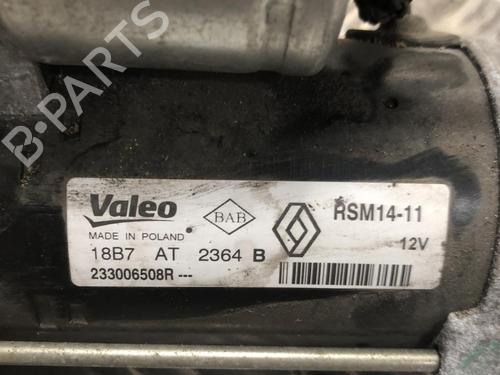 B-PARTS
Valeo
BAB
RSM14-11
MADE IN POLAND
12V
18B7 AT 2364 B
233006508R---